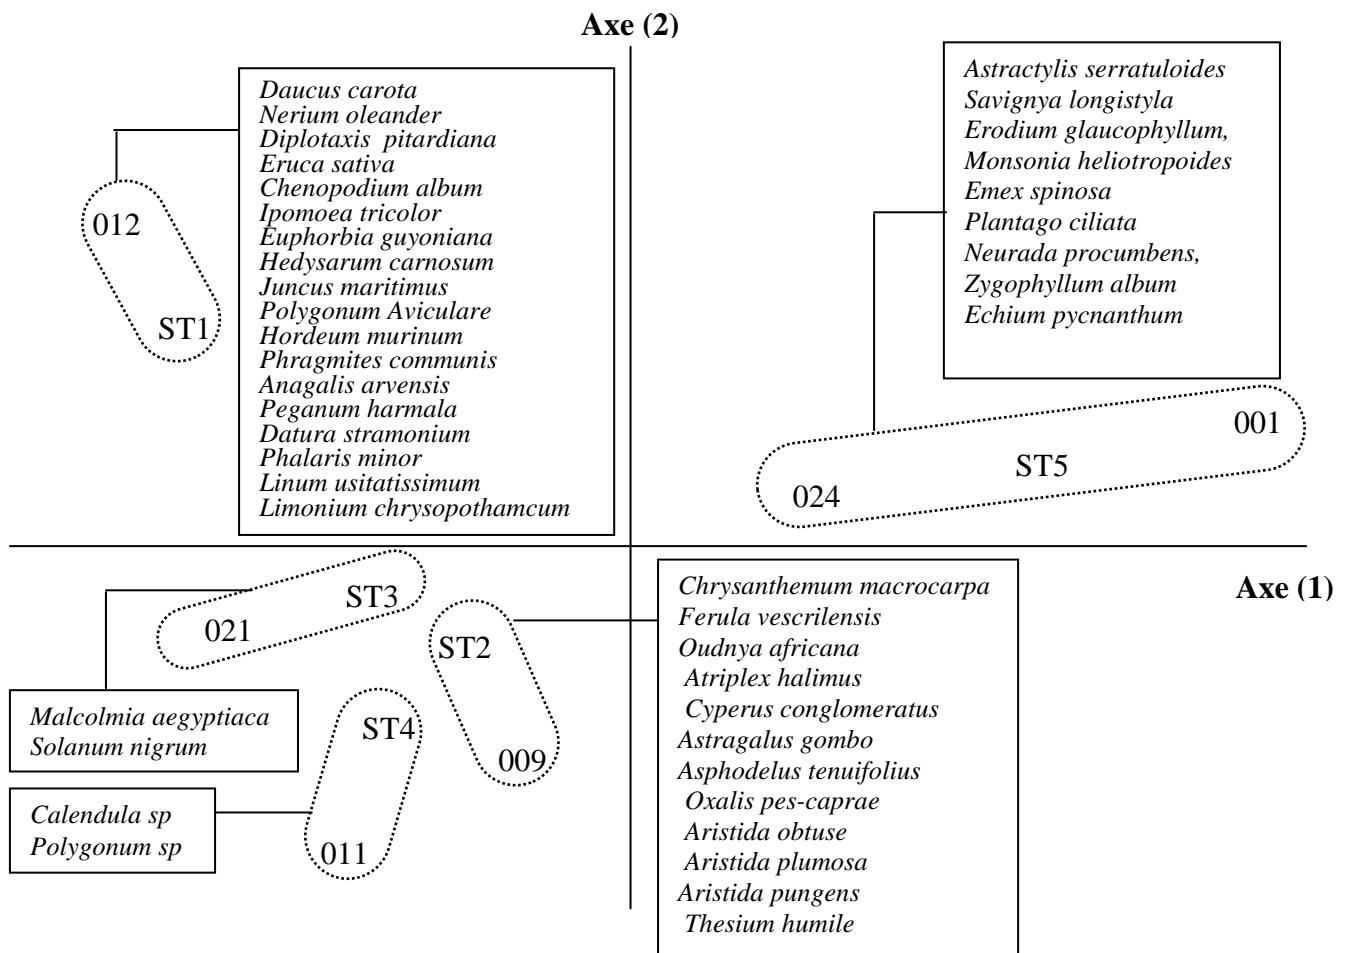 Axe (2)
Daucus carota
Nerium oleander
Diplotaxis pitardiana
Eruca sativa
Chenopodium album
Ipomoea tricolor
Euphorbia guyoniana
Hedysarum carnosum
Juncus maritimus
Polygonum Aviculare
Hordeum murinum
Phragmites communis
Anagalis arvensis
Peganum harmala
Datura stramonium
Phalaris minor
Linum usitatissimum
Limonium chrysopothamcum
012
ST1
Astractylis serratuloides
Savignya longistyla
Erodium glaucophyllum,
Monsonia heliotropoides
Emex spinosa
Plantago ciliata
Neurada procumbens,
Zygophyllum album
Echium pycnanthum
001
ST5
024
Axe (1)
ST3
021
Malcolmia aegyptiaca
Solanum nigrum
ST2
009
ST4
011
Calendula sp
Polygonum sp
Chrysanthemum macrocarpa
Ferula vescrilensis
Oudnya africana
Atriplex halimus
Cyperus conglomeratus
Astragalus gombo
Asphodelus tenuifolius
Oxalis pes-caprae
Aristida obtuse
Aristida plumosa
Aristida pungens
Thesium humile